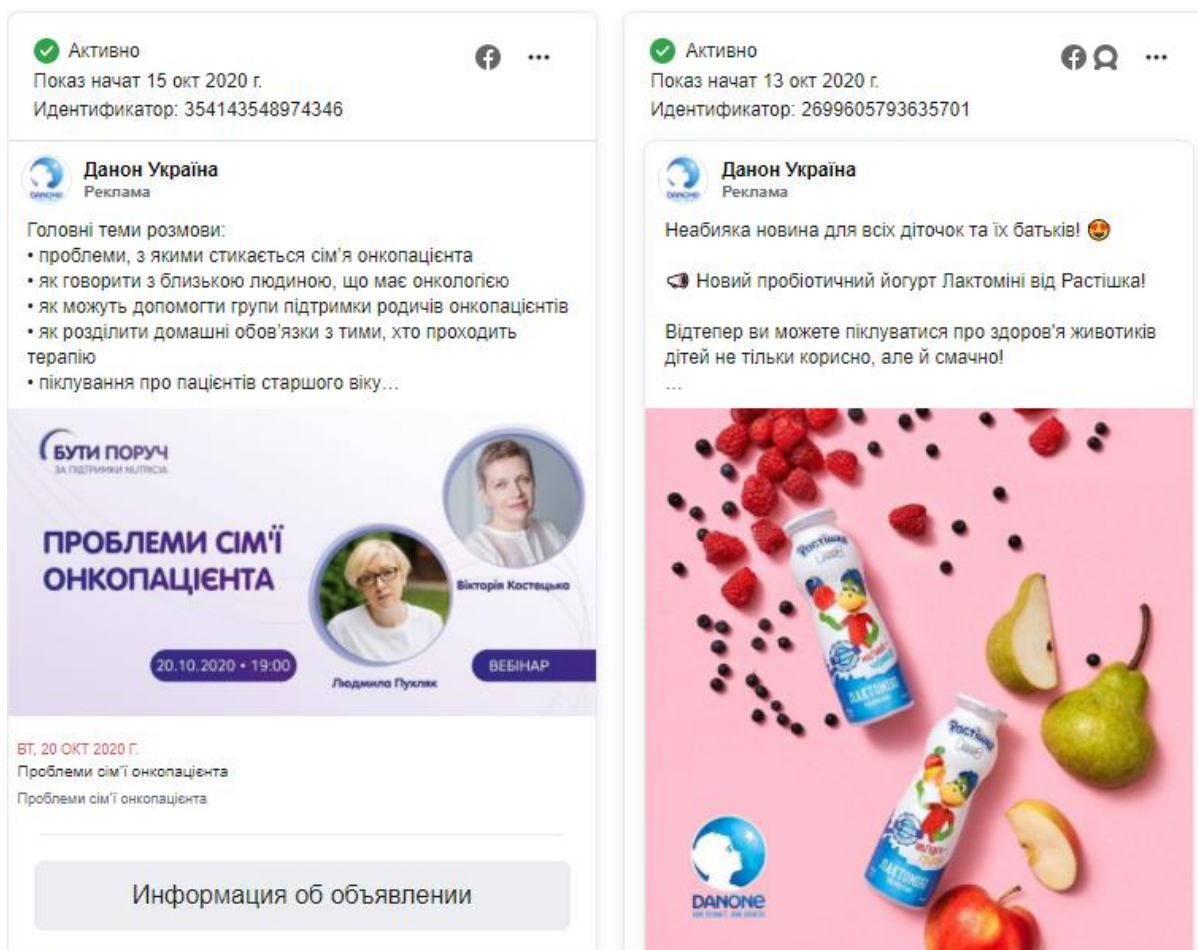 Активно
Показ начат 15 окт 2020 г.
Идентификатор: 354143548974346
Данон Україна
Реклама
Головні теми розмови:
• проблеми, з якими стикається сім’я онкопацієнта
• як говорити з близькою людиною, що має онкологією
• як можуть допомогти групи підтримки родичів онкопацієнтів
• як розділити домашні обов’язки з тими, хто проходить
терапію
• піклування про пацієнтів старшого віку…
БУТИ ПОРУЧ
ЗА ПІДТРИМКИ NUTRICIA
ПРОБЛЕМИ СІМ'Ї
ОНКОПАЦІЄНТА
Вікторія Костецька
20.10.2020 • 19:00
ВЕБІНАР
Людмила Пухляк
ВТ, 20 ОКТ 2020 Г.
Проблеми сім’ї онкопацієнта
Проблеми сім’ї онкопацієнта
Информация об объявлении
Активно
Показ начат 13 окт 2020 г.
Идентификатор: 2699605793635701
Данон Україна
Реклама
Неабияка новина для всіх діточок та їх батьків! 😍
📢 Новий пробіотичний йогурт Лактоміні від Растішка!
Відтепер ви можете піклуватися про здоров'я животиків
дітей не тільки корисно, але й смачно!
…
Растішка
ЛАКТОМІНІ
Растішка
ЛАКТОМІНІ
DANONE